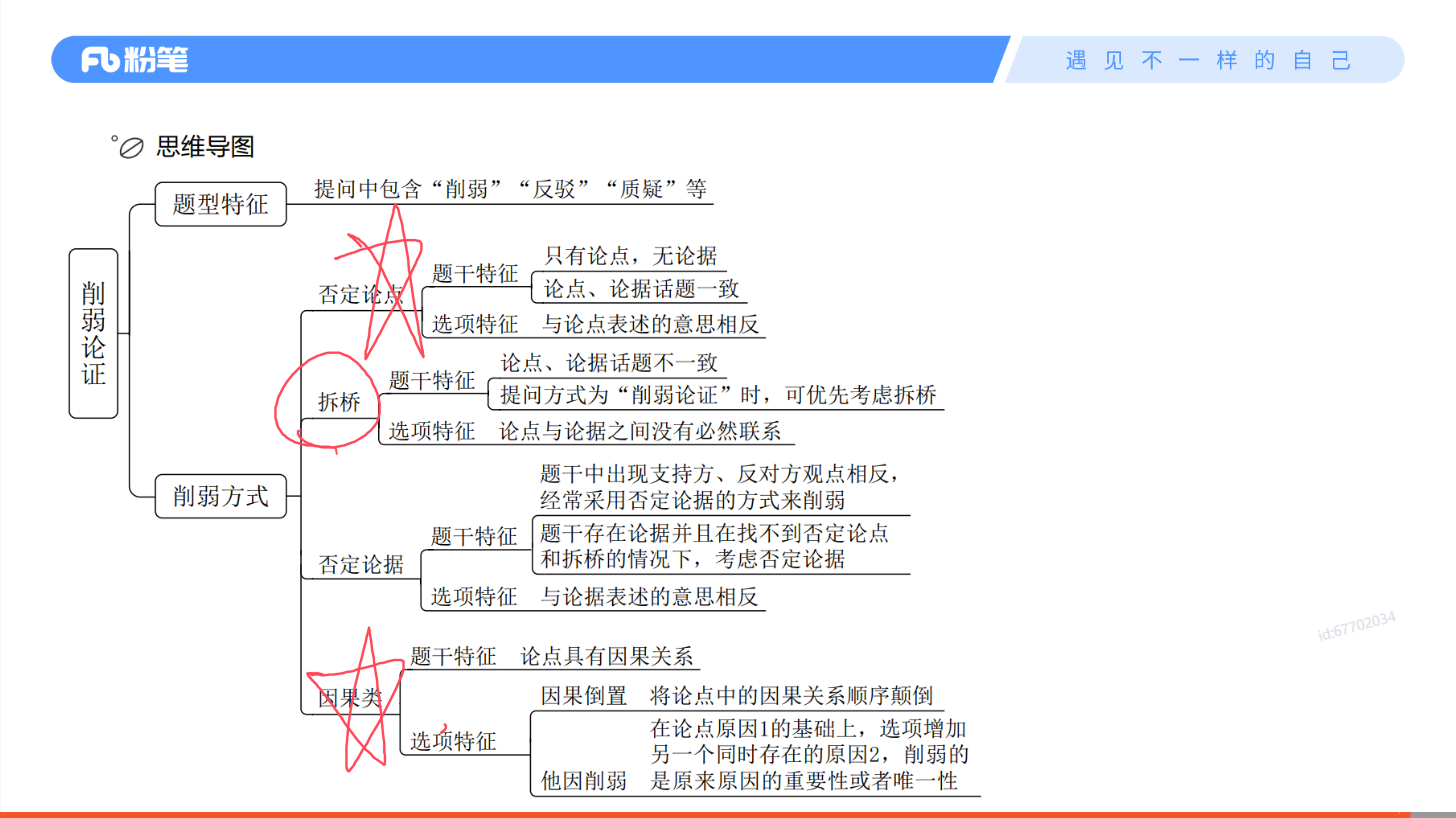 粉笔
遇见不一样的自己
思维导图
削弱论证
题型特征
提问中包含“削弱”“反驳”“质疑”等
削弱方式
否定论点
题干特征
只有论点，无论据
论点、论据话题一致
选项特征 与论点表述的意思相反
拆桥
题干特征
论点、论据话题不一致
提问方式为“削弱论证”时，可优先考虑拆桥
选项特征 论点与论据之间没有必然联系
否定论据
题干特征
题干中出现支持方、反对方观点相反，
经常采用否定论据的方式来削弱
题干存在论据并且在找不到否定论点
和拆桥的情况下，考虑否定论据
选项特征 与论据表述的意思相反
因果类
题干特征 论点具有因果关系
选项特征
因果倒置 将论点中的因果关系顺序颠倒
他因削弱
在论点原因1的基础上，选项增加
另一个同时存在的原因2，削弱的
是原来原因的重要性或者唯一性
id:67702034